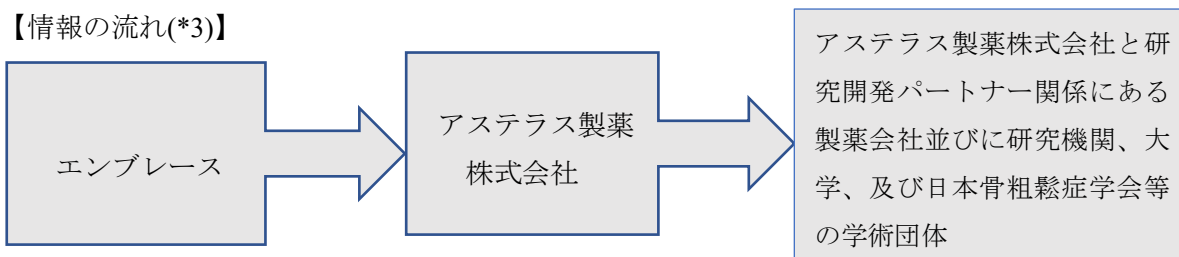 【情報の流れ(*3)】
エンブレース
アステラス製薬
株式会社
アステラス製薬株式会社と研
究開発パートナー関係にある
製薬会社並びに研究機関、大
学、及び日本骨粗鬆症学会等
の学術団体